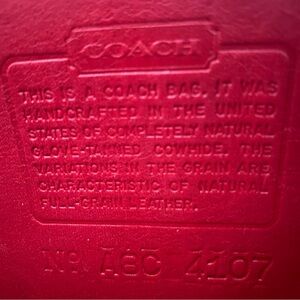 COACH
THIS IS A COACH BAG. IT WAS
HANDCRAFTED IN THE UNITED
STATES OF COMPLETELY NATURAL
GLOVE-TANNED COWHIDE. THE
VARIATIONS IN THE GRAIN ARE
CHARACTERISTIC OF NATURAL
FULL-GRAIN LEATHER.
No A8C 4107